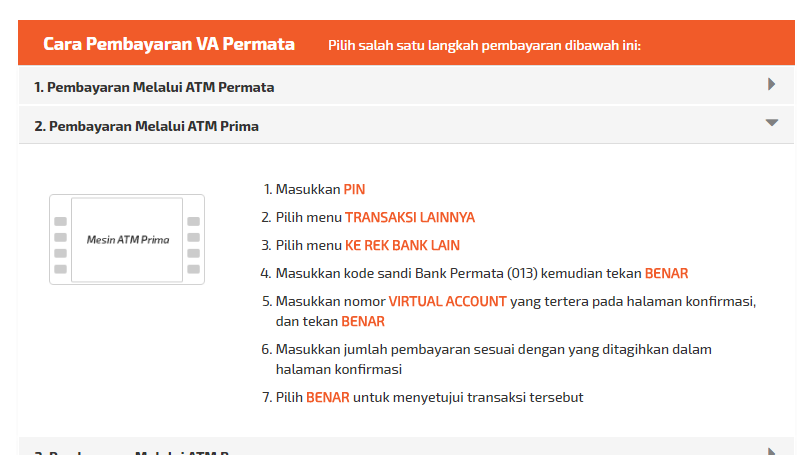 Cara Pembayaran VA Permata Pilih salah satu langkah pembayaran dibawah ini:
1. Pembayaran Melalui ATM Permata
2. Pembayaran Melalui ATM Prima
Mesin ATM Prima
1. Masukkan PIN
2. Pilih menu TRANSAKSI LAINNYA
3. Pilih menu KE REK BANK LAIN
4. Masukkan kode sandi Bank Permata (013) kemudian tekan BENAR
5. Masukkan nomor VIRTUAL ACCOUNT yang tertera pada halaman konfirmasi,
dan tekan BENAR
6. Masukkan jumlah pembayaran sesuai dengan yang ditagihkan dalam
halaman konfirmasi
7. Pilih BENAR untuk menyetujui transaksi tersebut
3. Pembayaran Melalui ATM